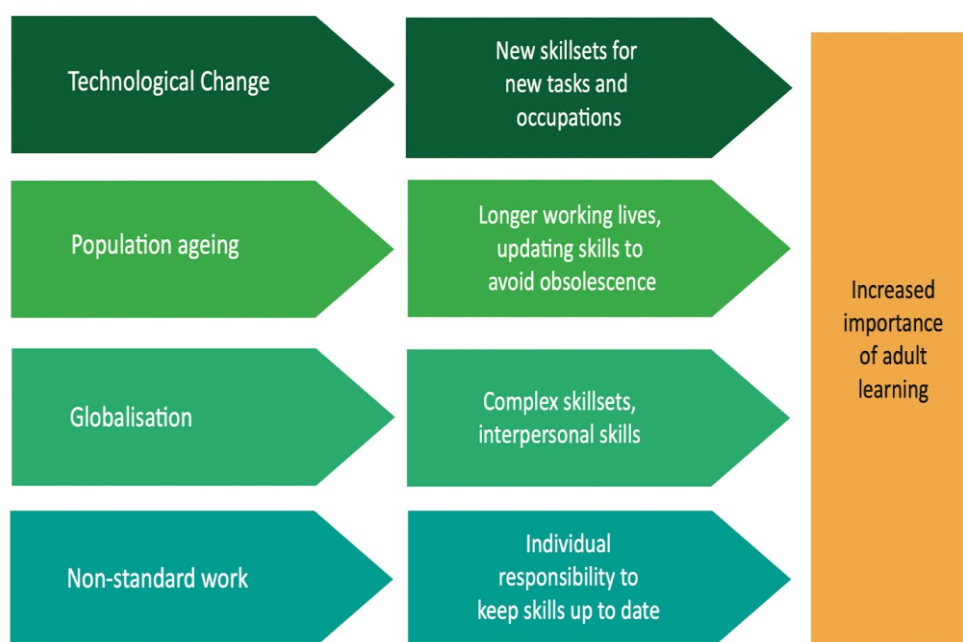 Technological Change
New skillsets for
new tasks and
occupations
Population ageing
Longer working lives,
updating skills to
avoid obsolescence
Globalisation
Complex skillsets,
interpersonal skills
Non-standard work
Individual
responsibility to
keep skills up to date
Increased
importance
of adult
learning